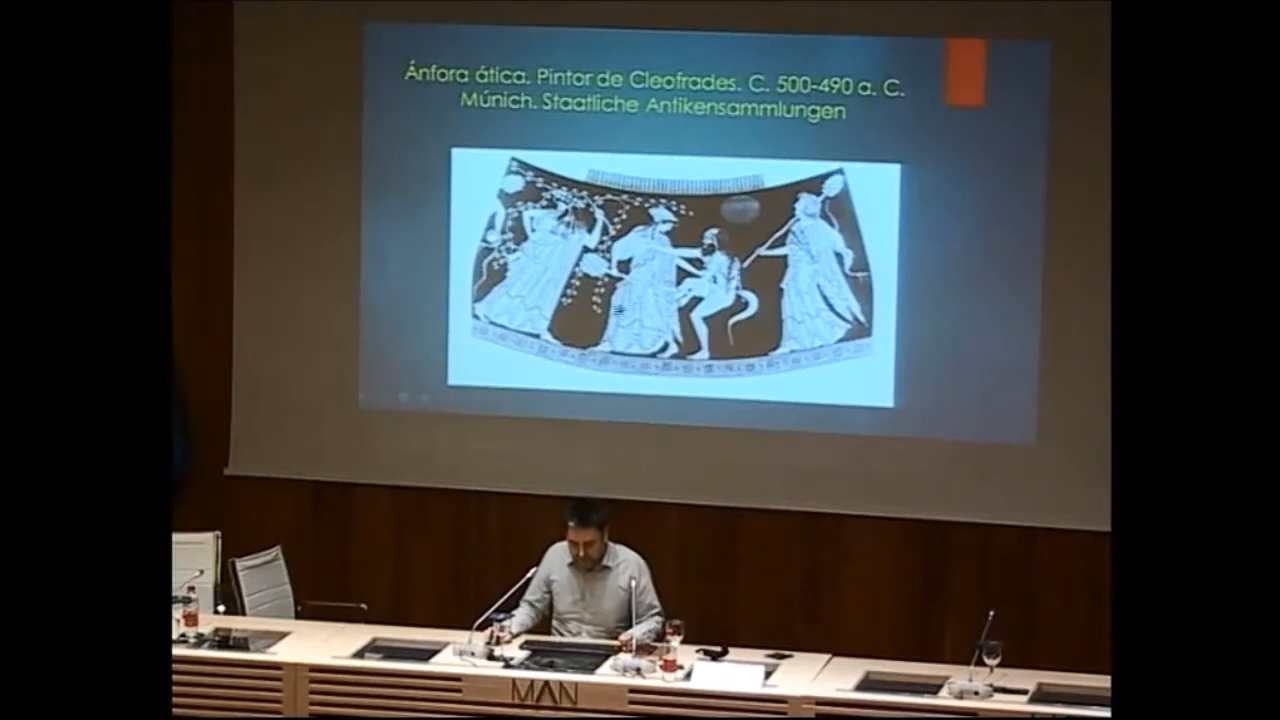 Ánfora ática. Pintor de Cleofrades. C. 500-490 a. C.
Múnich. Staatliche Antikensammlungen
MAN